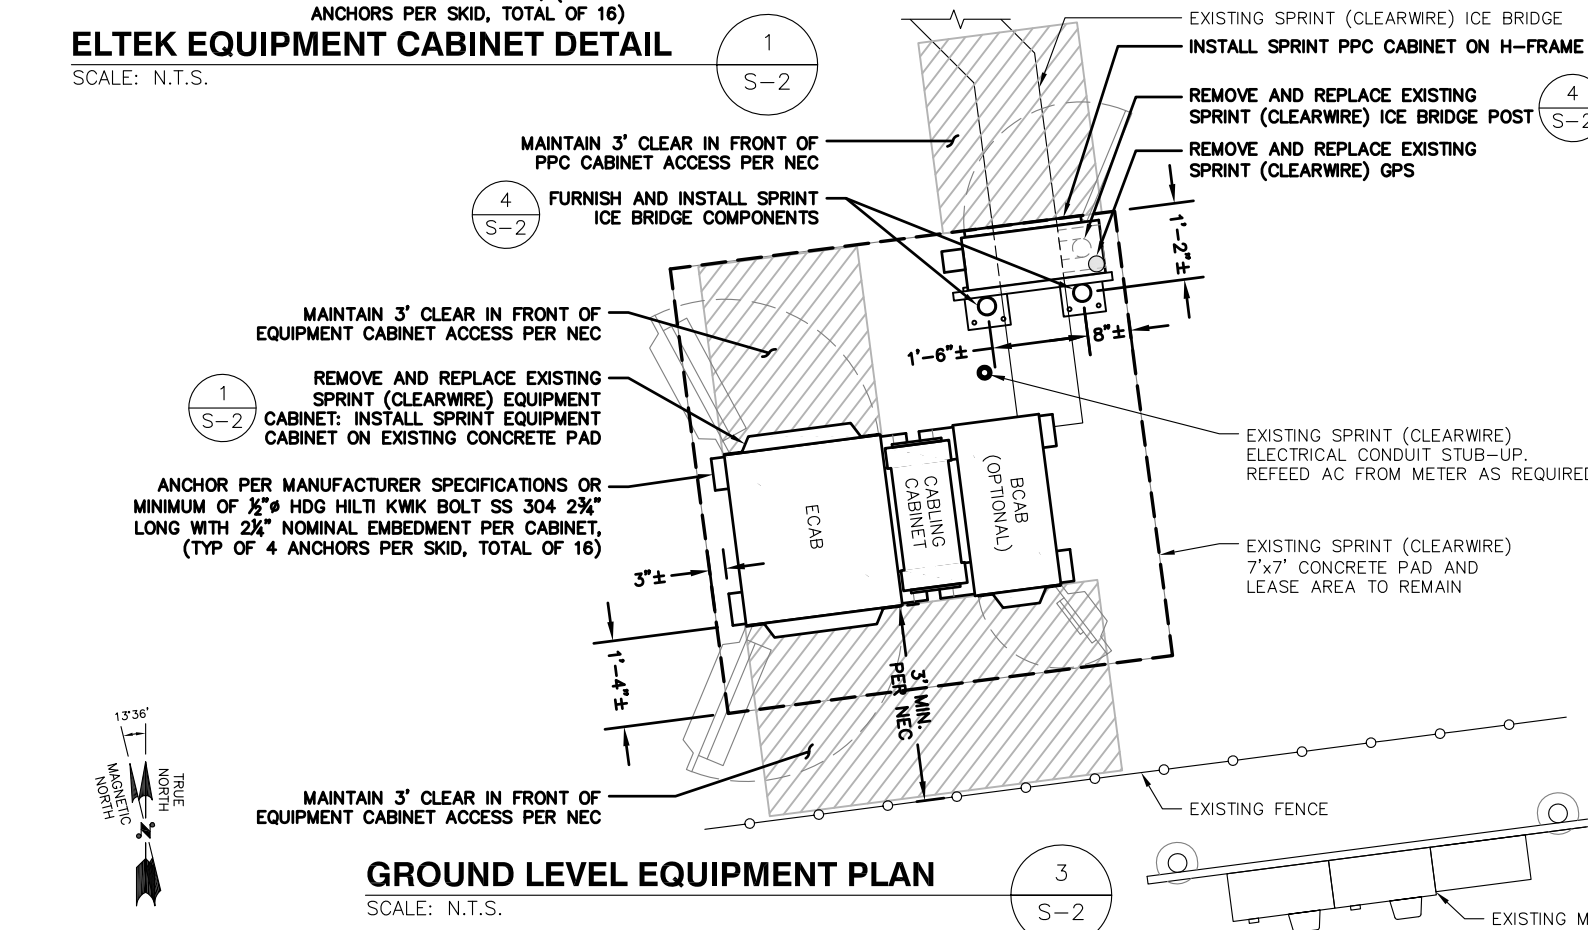 ANCHORS PER SKID, TOTAL OF 16)
ELTEK EQUIPMENT CABINET DETAIL
SCALE: N.T.S.
1
S-2
EXISTING SPRINT (CLEARWIRE) ICE BRIDGE
INSTALL SPRINT PPC CABINET ON H-FRAME
REMOVE AND REPLACE EXISTING
SPRINT (CLEARWIRE) ICE BRIDGE POST
4
S-2
REMOVE AND REPLACE EXISTING
SPRINT (CLEARWIRE) GPS
MAINTAIN 3' CLEAR IN FRONT OF
PPC CABINET ACCESS PER NEC
4
S-2
FURNISH AND INSTALL SPRINT
ICE BRIDGE COMPONENTS
1'-2"±
MAINTAIN 3' CLEAR IN FRONT OF
EQUIPMENT CABINET ACCESS PER NEC
1'-6"±
8"±
1
S-2
REMOVE AND REPLACE EXISTING
SPRINT (CLEARWIRE) EQUIPMENT
CABINET: INSTALL SPRINT EQUIPMENT
CABINET ON EXISTING CONCRETE PAD
EXISTING SPRINT (CLEARWIRE)
ELECTRICAL CONDUIT STUB-UP.
REFEED AC FROM METER AS REQUIRED
ANCHOR PER MANUFACTURER SPECIFICATIONS OR
MINIMUM OF ½"ø HDG HILTI KWIK BOLT SS 304 2¾"
LONG WITH 2¼" NOMINAL EMBEDMENT PER CABINET,
(TYP OF 4 ANCHORS PER SKID, TOTAL OF 16)
ECAB
CABLING
CABINET
BCAB
(OPTIONAL)
EXISTING SPRINT (CLEARWIRE)
7'x7' CONCRETE PAD AND
LEASE AREA TO REMAIN
3"±
1'-4"±
3' MIN.
PER NEC
13°36'
TRUE
NORTH
MAGNETIC
NORTH
N
MAINTAIN 3' CLEAR IN FRONT OF
EQUIPMENT CABINET ACCESS PER NEC
EXISTING FENCE
GROUND LEVEL EQUIPMENT PLAN
SCALE: N.T.S.
3
S-2
EXISTING M